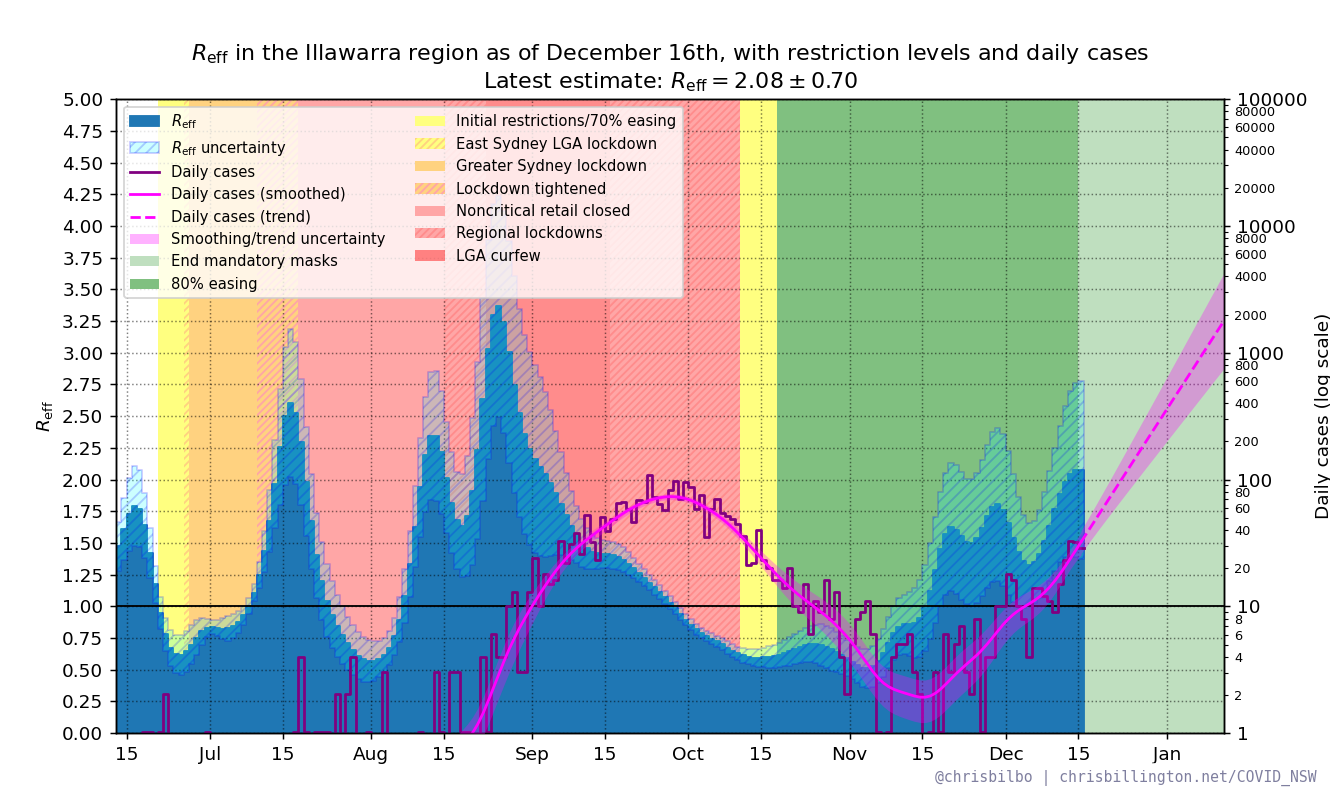 Reff in the Illawarra region as of December 16th, with restriction levels and daily cases
Latest estimate: Reff = 2.08 ± 0.70
Reff
Reff uncertainty
Daily cases
Daily cases (smoothed)
Daily cases (trend)
Smoothing/trend uncertainty
End mandatory masks
80% easing
Initial restrictions/70% easing
East Sydney LGA lockdown
Greater Sydney lockdown
Lockdown tightened
Noncritical retail closed
Regional lockdowns
LGA curfew
Reff
5.00
4.75
4.50
4.25
4.00
3.75
3.50
3.25
3.00
2.75
2.50
2.25
2.00
1.75
1.50
1.25
1.00
0.75
0.50
0.25
0.00
15 Jul 15 Aug 15 Sep 15 Oct 15 Nov 15 Dec 15 Jan
100000
80000
60000
40000
20000
10000
8000
6000
4000
2000
1000
800
600
400
200
100
80
60
40
20
10
8
6
4
2
1
Daily cases (log scale)
@chrisbilbo | chrisbillington.net/COVID_NSW